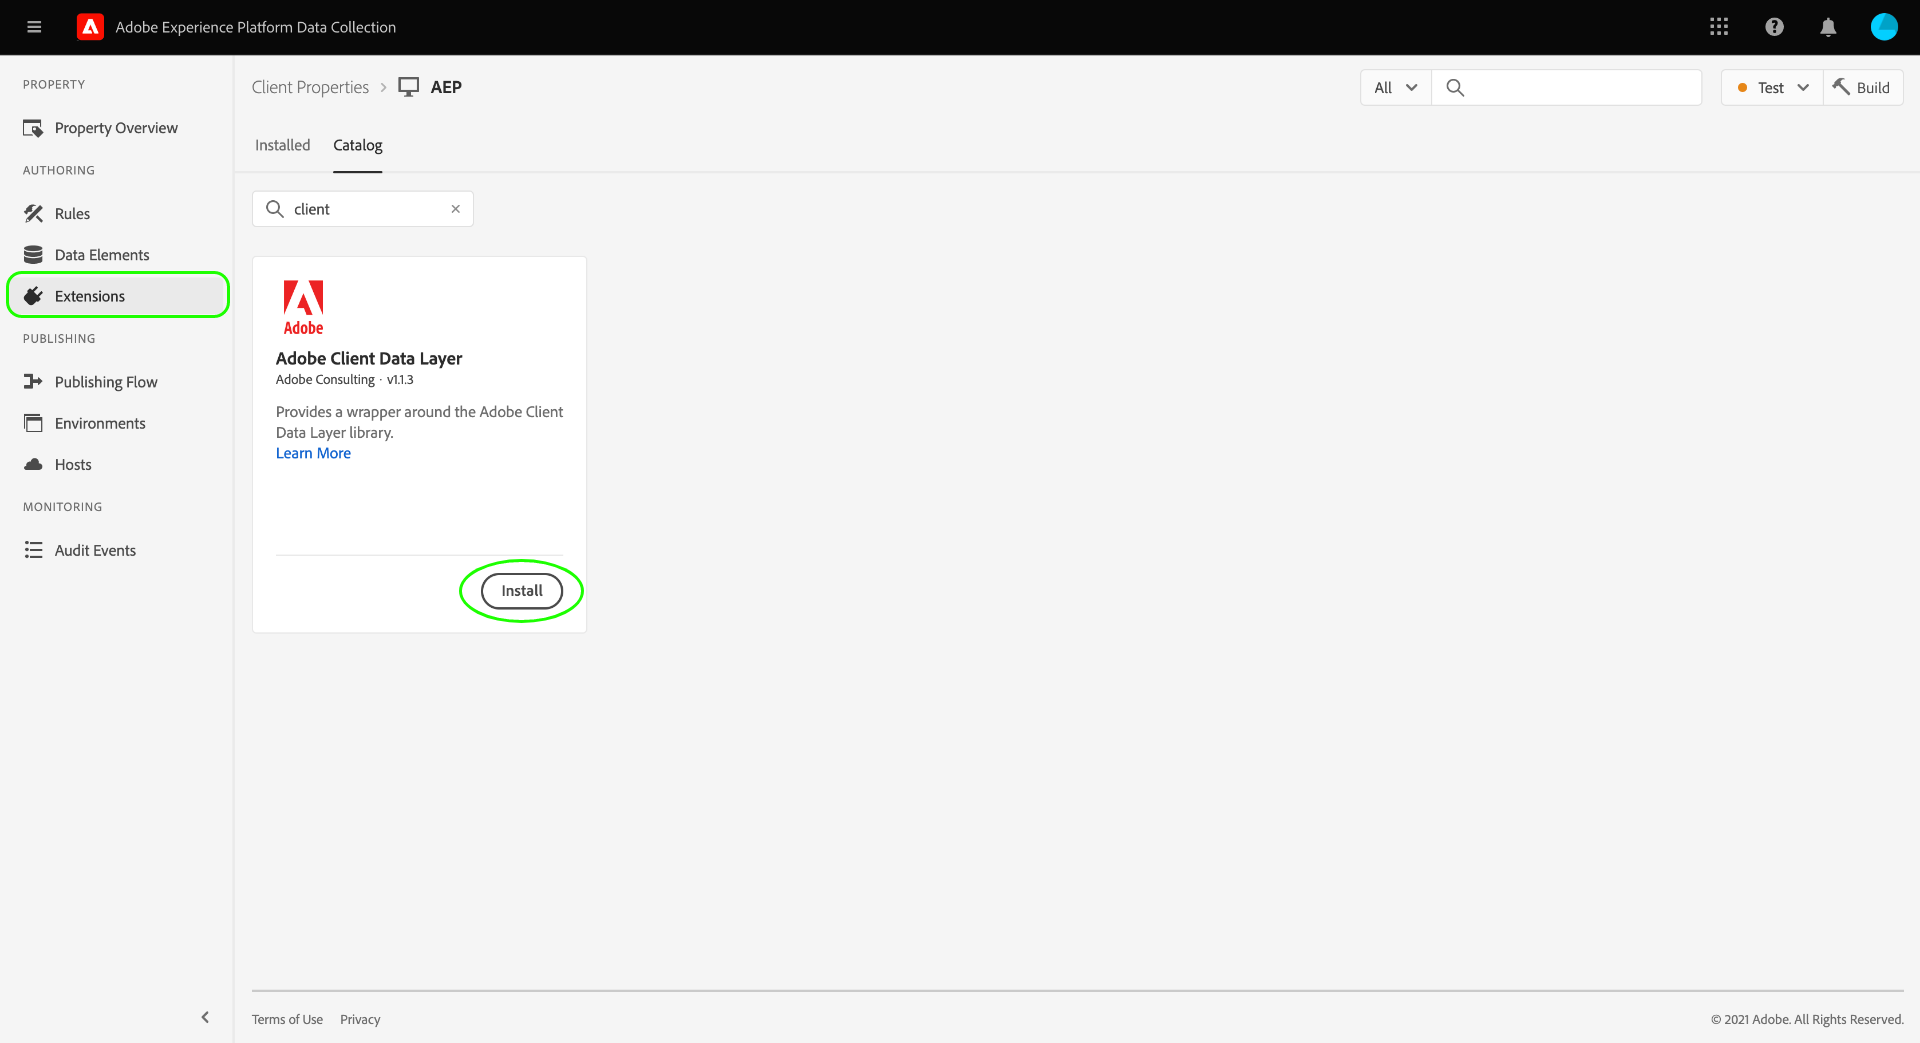 Adobe Experience Platform Data Collection
PROPERTY
Property Overview
AUTHORING
Rules
Data Elements
Extensions
PUBLISHING
Publishing Flow
Environments
Hosts
MONITORING
Audit Events
Client Properties > AEP
All
Test
Build
Installed
Catalog
client
Adobe
Adobe Client Data Layer
Adobe Consulting · v1.1.3
Provides a wrapper around the Adobe Client
Data Layer library.
Learn More
Install
Terms of Use
Privacy
© 2021 Adobe. All Rights Reserved.